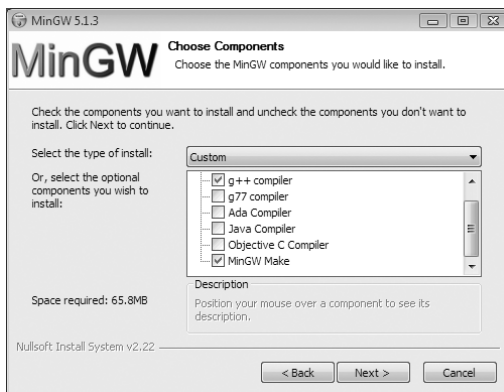 MinGW 5.1.3
MinGW
Choose Components
Choose the MinGW components you would like to install.
Check the components you want to install and uncheck the components you don't want to
install. Click Next to continue.
Select the type of install:
Custom
Or, select the optional
components you wish to
install:
g++ compiler
g77 compiler
Ada Compiler
Java Compiler
Objective C Compiler
MinGW Make
Space required: 65.8MB
Description
Position your mouse over a component to see its
description.
Nullsoft Install System v2.22
< Back
Next >
Cancel